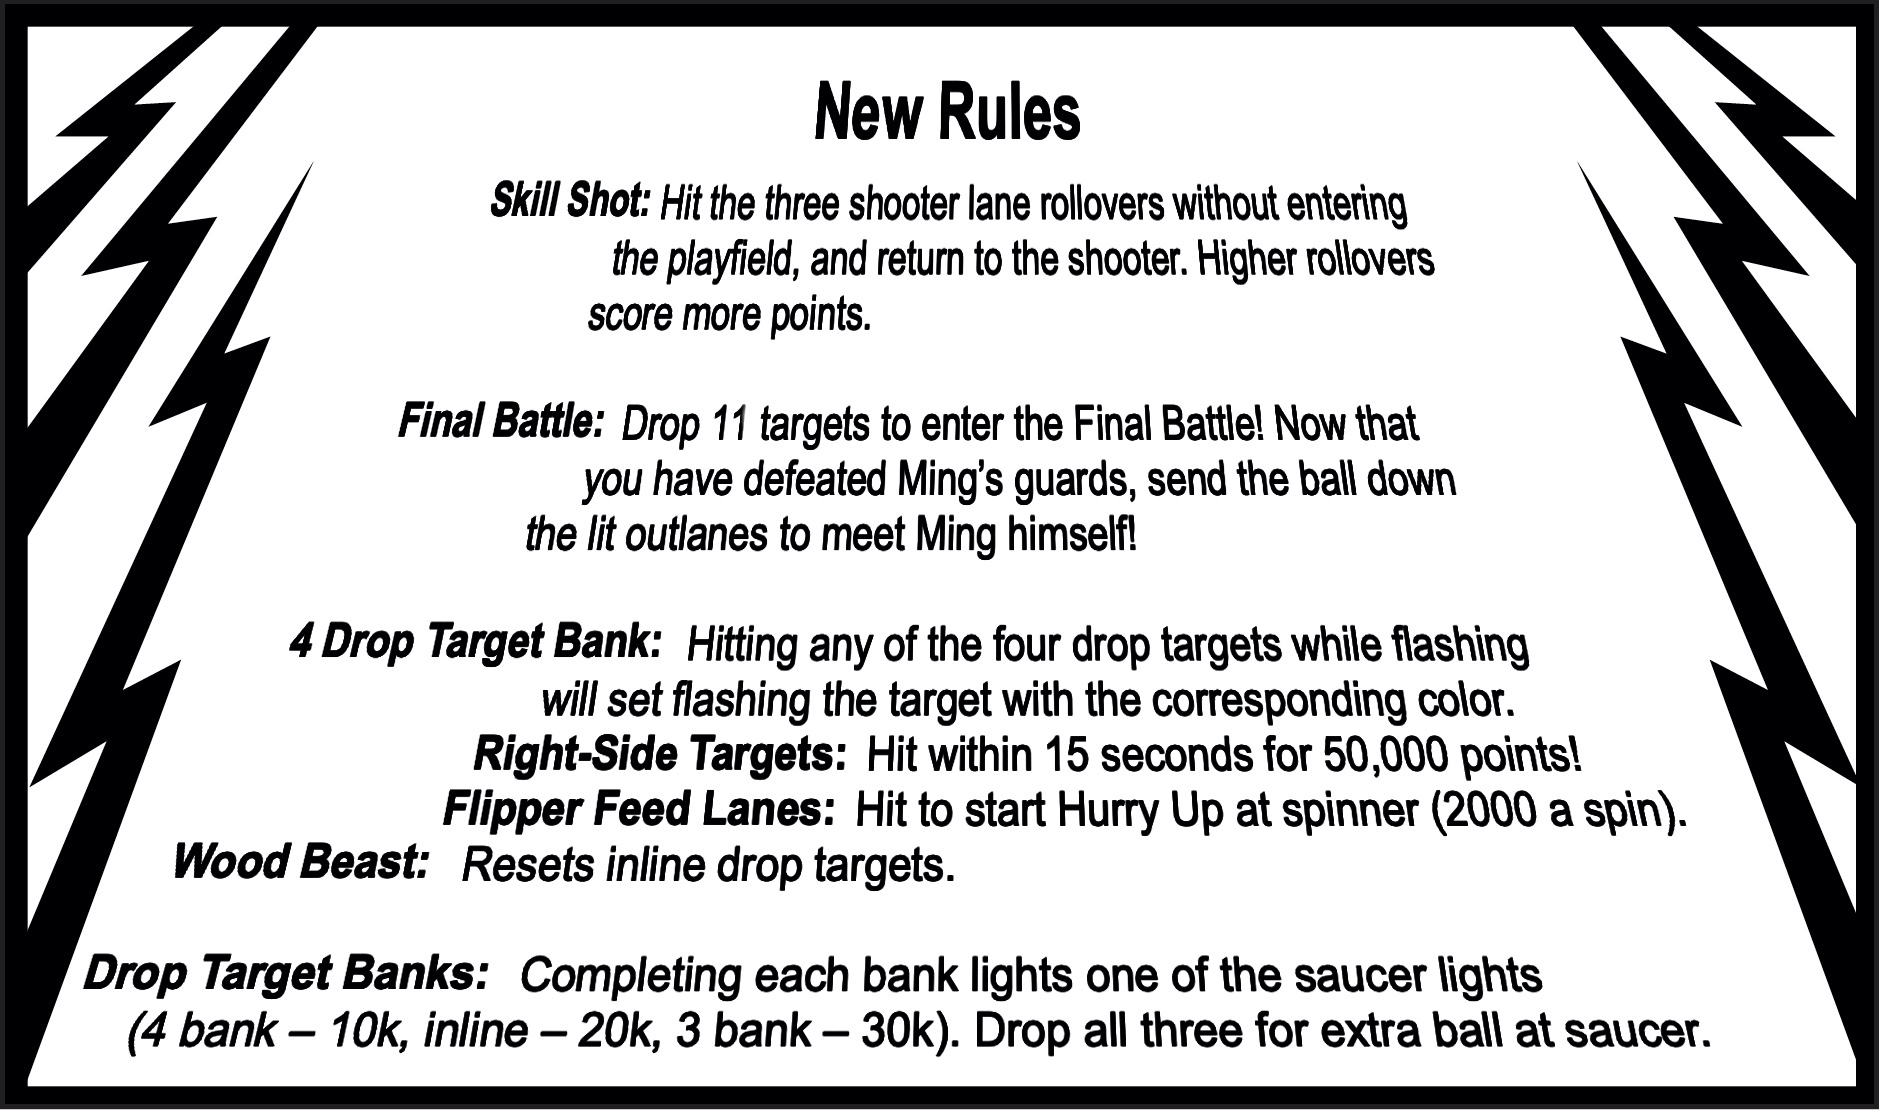 New Rules
Skill Shot: Hit the three shooter lane rollovers without entering
the playfield, and return to the shooter. Higher rollovers
score more points.
Final Battle: Drop 11 targets to enter the Final Battle! Now that
you have defeated Ming’s guards, send the ball down
the lit outlanes to meet Ming himself!
4 Drop Target Bank: Hitting any of the four drop targets while flashing
will set flashing the target with the corresponding color.
Right-Side Targets: Hit within 15 seconds for 50,000 points!
Flipper Feed Lanes: Hit to start Hurry Up at spinner (2000 a spin).
Wood Beast: Resets inline drop targets.
Drop Target Banks: Completing each bank lights one of the saucer lights
(4 bank – 10k, inline – 20k, 3 bank – 30k). Drop all three for extra ball at saucer.